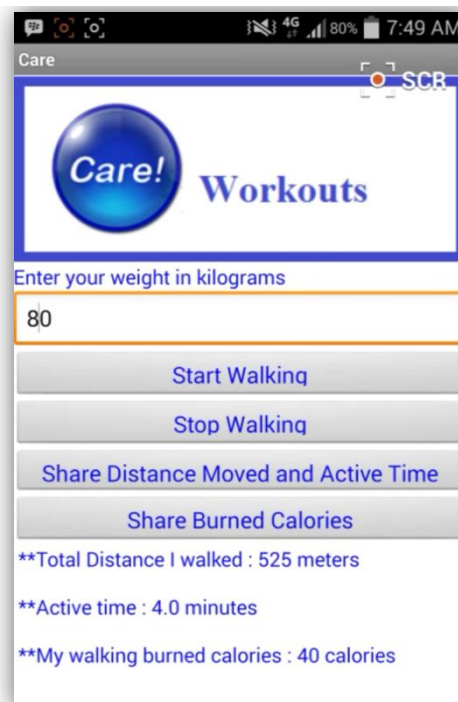 4G 80% 7:49 AM
Care
SCR
Care!
Workouts
Enter your weight in kilograms
80
Start Walking
Stop Walking
Share Distance Moved and Active Time
Share Burned Calories
**Total Distance I walked : 525 meters
**Active time : 4.0 minutes
**My walking burned calories : 40 calories